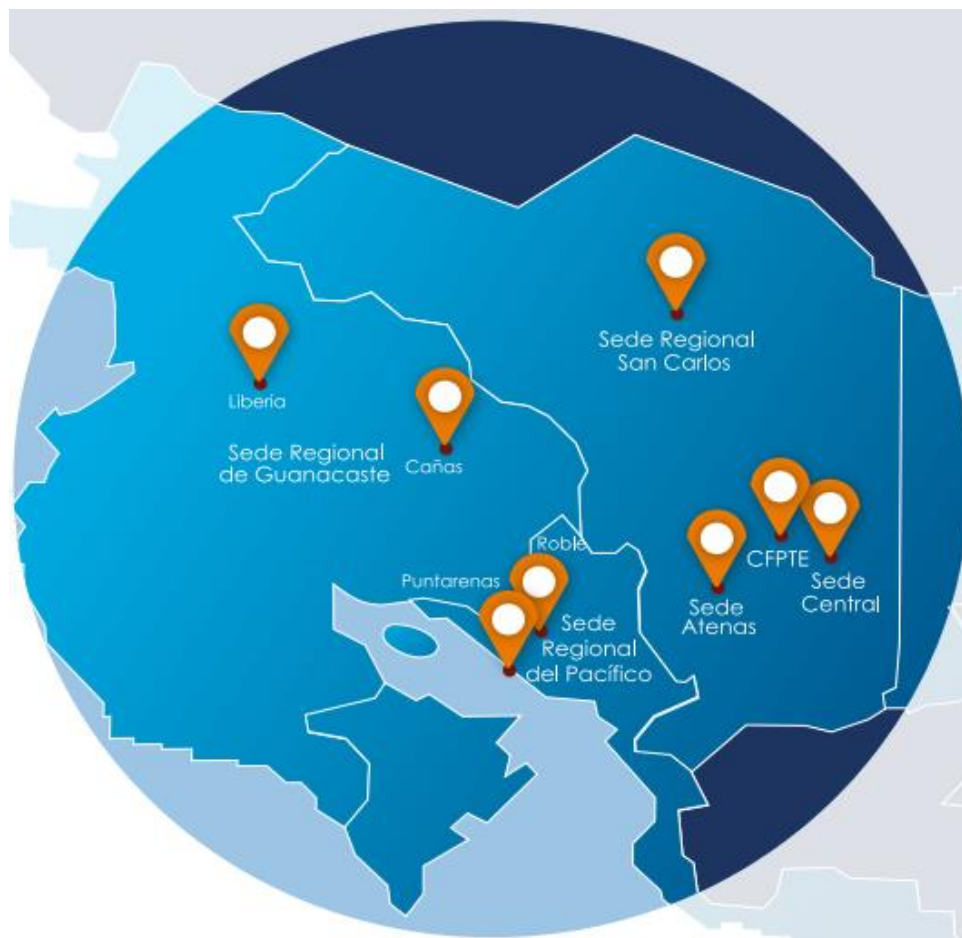 Sede Regional
San Carlos
Liberia
Sede Regional
de Guanacaste
Cañas
Roble
Puntarenas
CFPTE
Sede
Central
Sede
Atenas
Sede
Regional
del Pacífico